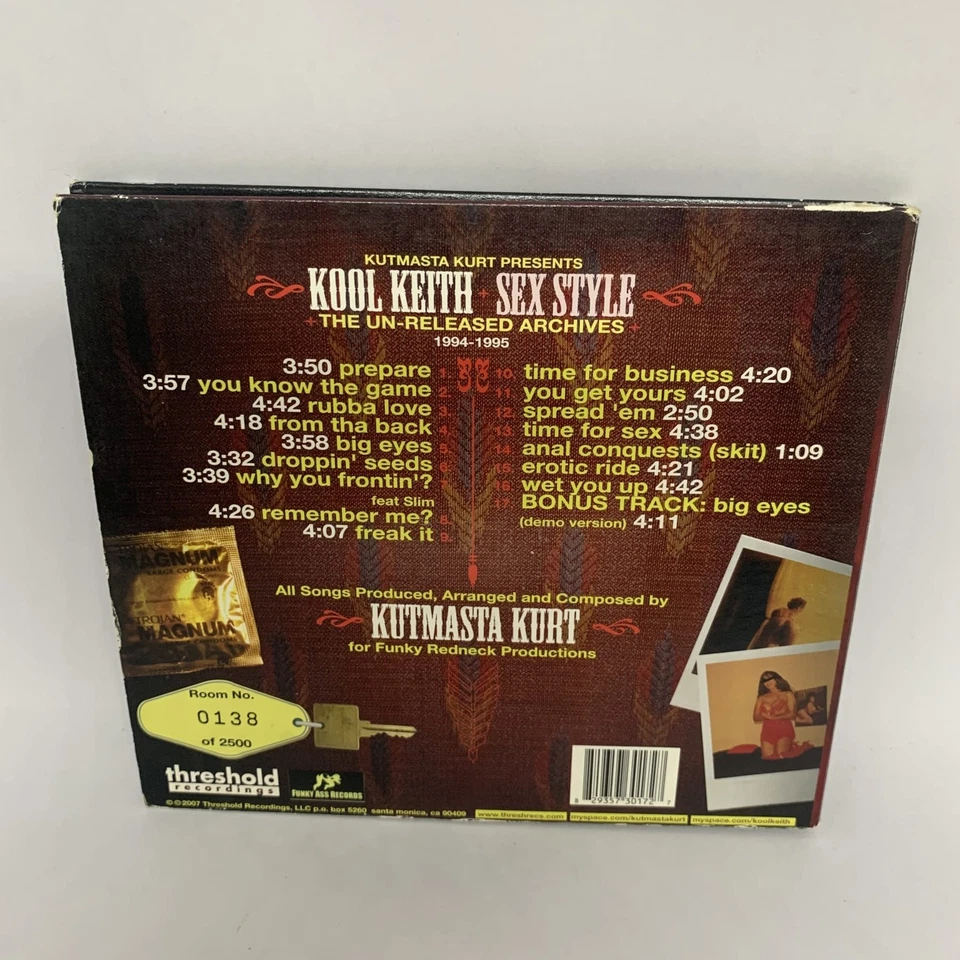 KUTMASTA KURT PRESENTS
KOOL KEITH SEX STYLE
THE UN-RELEASED ARCHIVES
1994-1995
3:50 prepare 1.
3:57 you know the game 2.
4:42 rubba love 3.
4:18 from tha back 4.
3:58 big eyes 5.
3:32 droppin' seeds 6.
3:39 why you frontin'? 7.
feat Slim
4:26 remember me? 8.
4:07 freak it 9.
10. time for business 4:20
11. you get yours 4:02
12. spread 'em 2:50
13. time for sex 4:38
14. anal conquests (skit) 1:09
15. erotic ride 4:21
16. wet you up 4:42
17. BONUS TRACK: big eyes
(demo version) 4:11
MAGNUM
LARGE CONDOMS
TROJAN
MAGNUM
All Songs Produced, Arranged and Composed by
KUTMASTA KURT
for Funky Redneck Productions
Room No.
0138
of 2500
threshold
recordings
FUNKY ASS RECORDS
8 29357 30172 7
© ℗ 2007 Threshold Recordings, LLC p.o. box 5260 santa monica, ca 90409 www.threshrecs.com myspace.com/kutmastakurt myspace.com/koolkeith